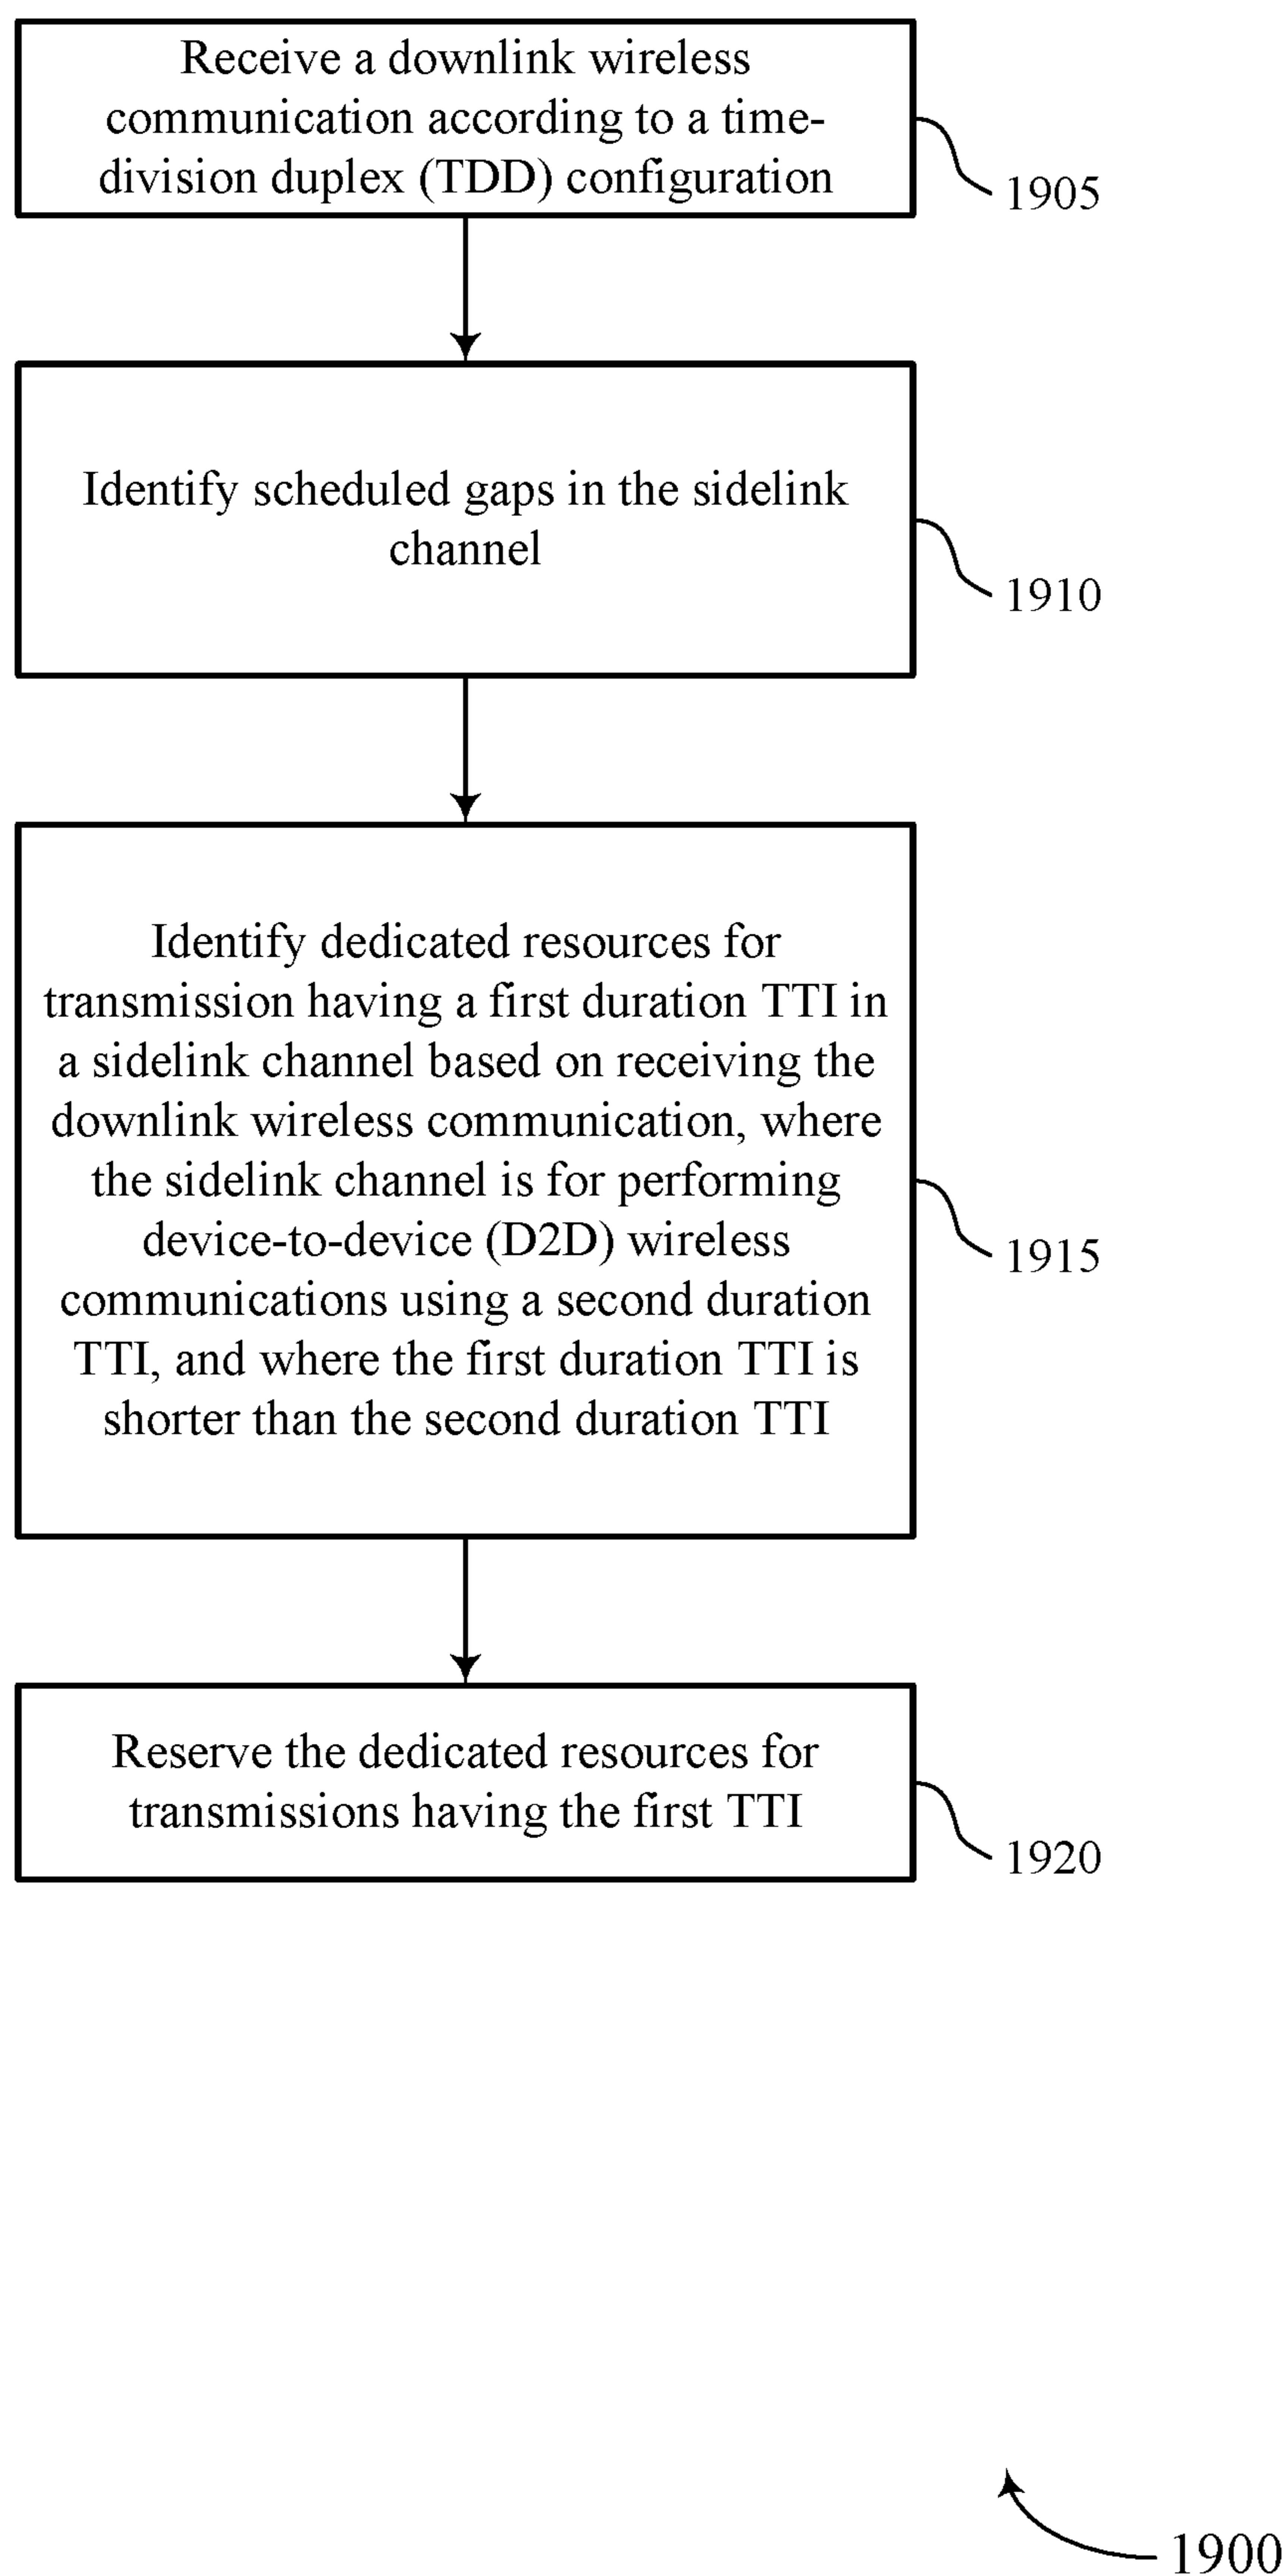 Receive a downlink wireless
communication according to a time-
division duplex (TDD) configuration
1905
Identify scheduled gaps in the sidelink
channel
1910
Identify dedicated resources for
transmission having a first duration TTI in
a sidelink channel based on receiving the
downlink wireless communication, where
the sidelink channel is for performing
device-to-device (D2D) wireless
communications using a second duration
TTI, and where the first duration TTI is
shorter than the second duration TTI
1915
Reserve the dedicated resources for
transmissions having the first TTI
1920
1900